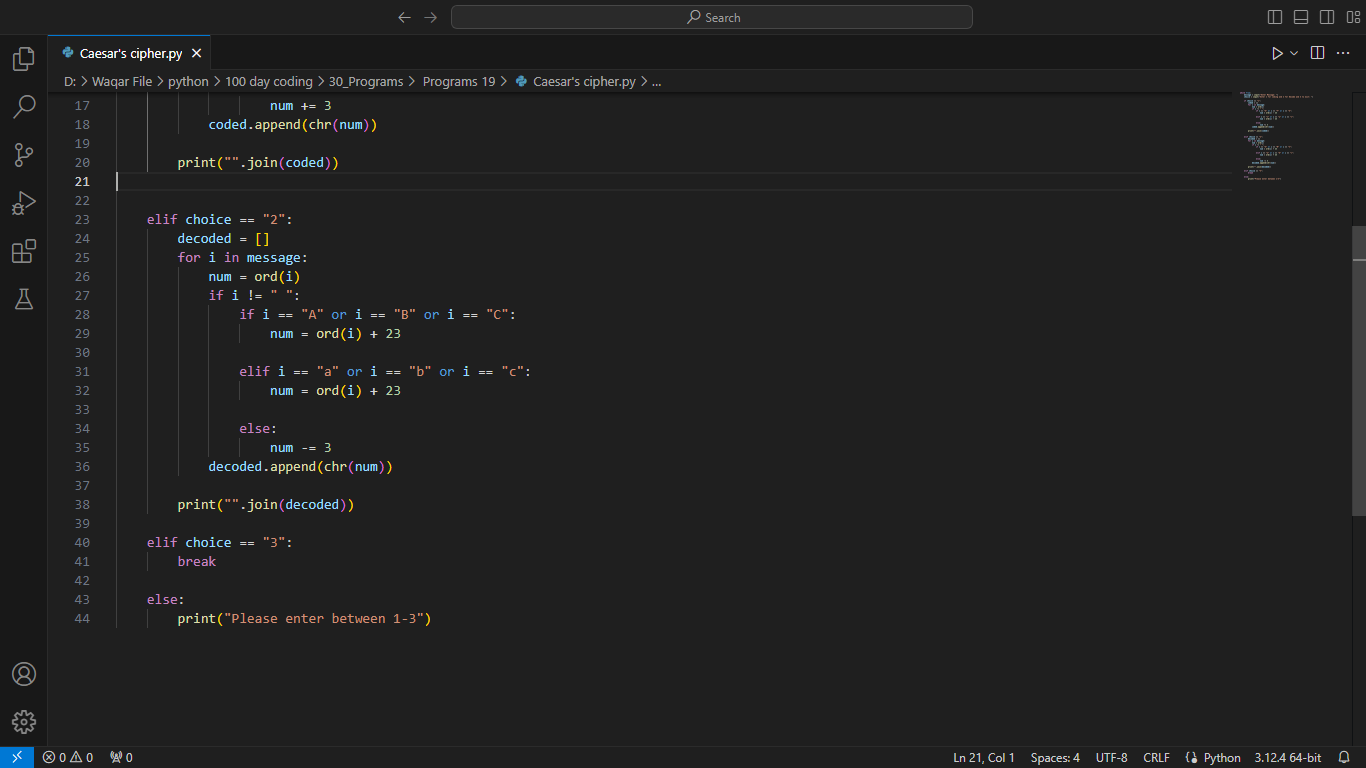 Search
Caesar's cipher.py
D: > Waqar File > python > 100 day coding > 30_Programs > Programs 19 > Caesar's cipher.py > ...
17 num += 3
18 coded.append(chr(num))
19
20 print("".join(coded))
21
22
23 elif choice == "2":
24 decoded = []
25 for i in message:
26 num = ord(i)
27 if i != " ":
28 if i == "A" or i == "B" or i == "C":
29 num = ord(i) + 23
30
31 elif i == "a" or i == "b" or i == "c":
32 num = ord(i) + 23
33
34 else:
35 num -= 3
36 decoded.append(chr(num))
37
38 print("".join(decoded))
39
40 elif choice == "3":
41 break
42
43 else:
44 print("Please enter between 1-3")
0 0 0 Ln 21, Col 1 Spaces: 4 UTF-8 CRLF Python 3.12.4 64-bit